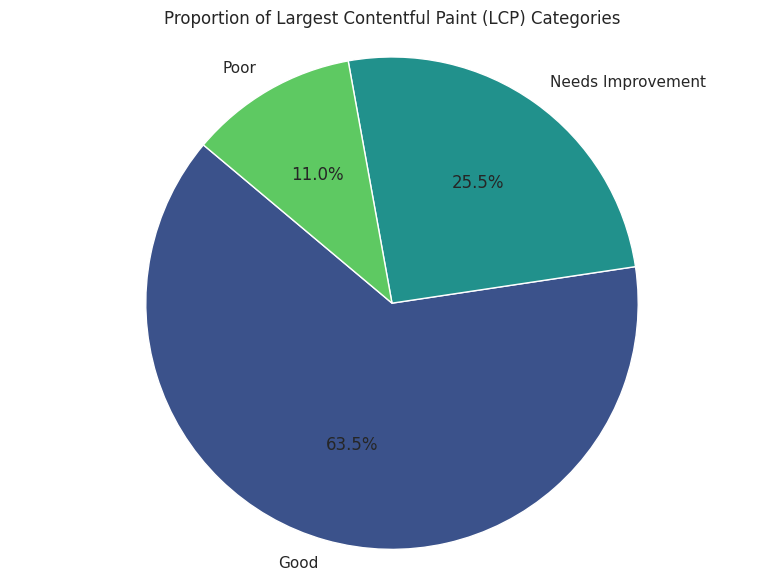 Proportion of Largest Contentful Paint (LCP) Categories
Poor
Needs Improvement
11.0%
25.5%
63.5%
Good